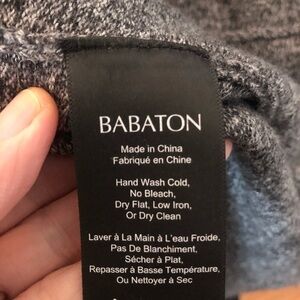 BABATON
Made in China
Fabriqué en Chine
Hand Wash Cold,
No Bleach,
Dry Flat, Low Iron,
Or Dry Clean
Laver à La Main à L'eau Froide,
Pas De Blanchiment,
Sécher à Plat,
Repasser à Basse Température,
Ou Nettoyer à Sec